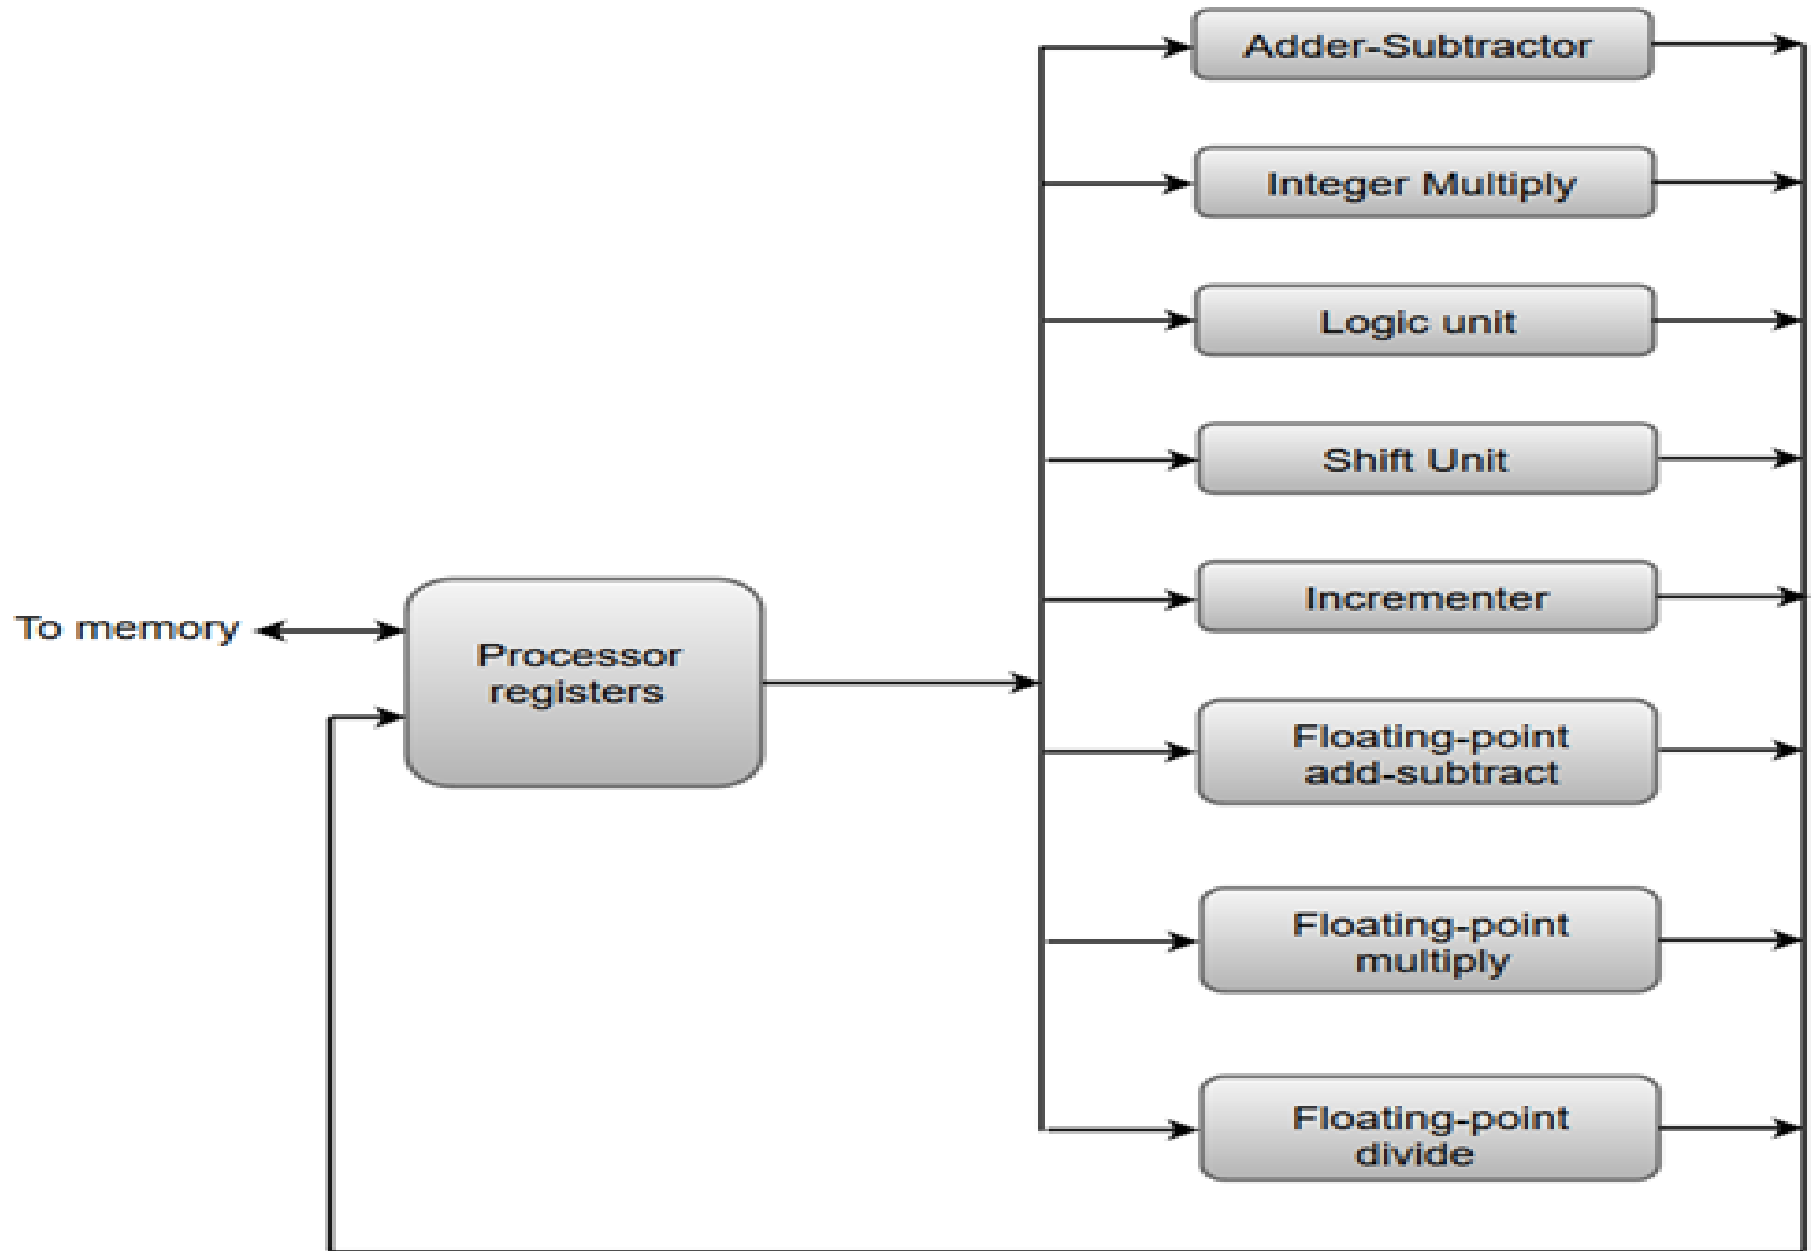 Adder-Subtractor
Integer Multiply
Logic unit
Shift Unit
Incrementer
To memory
Processor
registers
Floating-point
add-subtract
Floating-point
multiply
Floating-point
divide